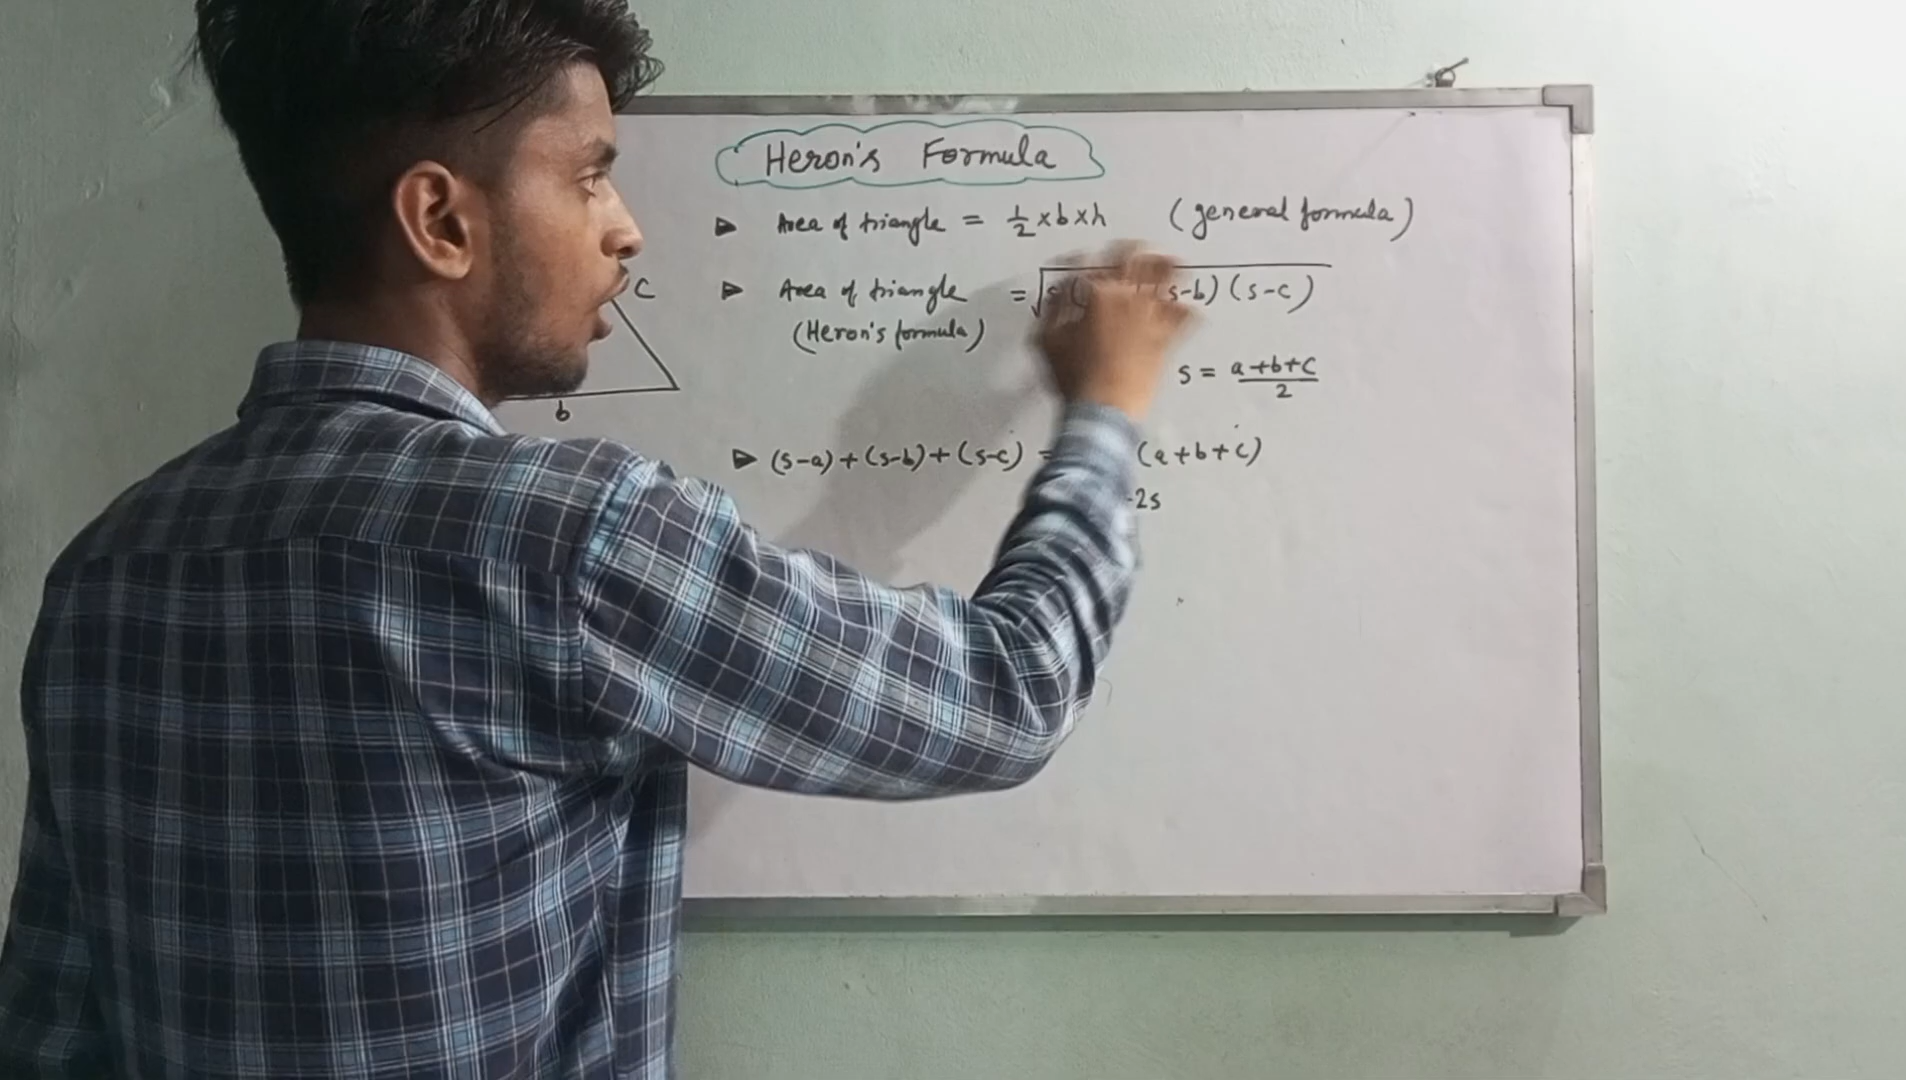 Heron's Formula
Area of triangle = 1/2 × b × h (general formula)
C
Area of triangle = √ s ( s-b) (s-c)
(Heron's formula)
s = a+b+c / 2
b
(s-a) + (s-b) + (s-c) = (a+b+c)
-2s